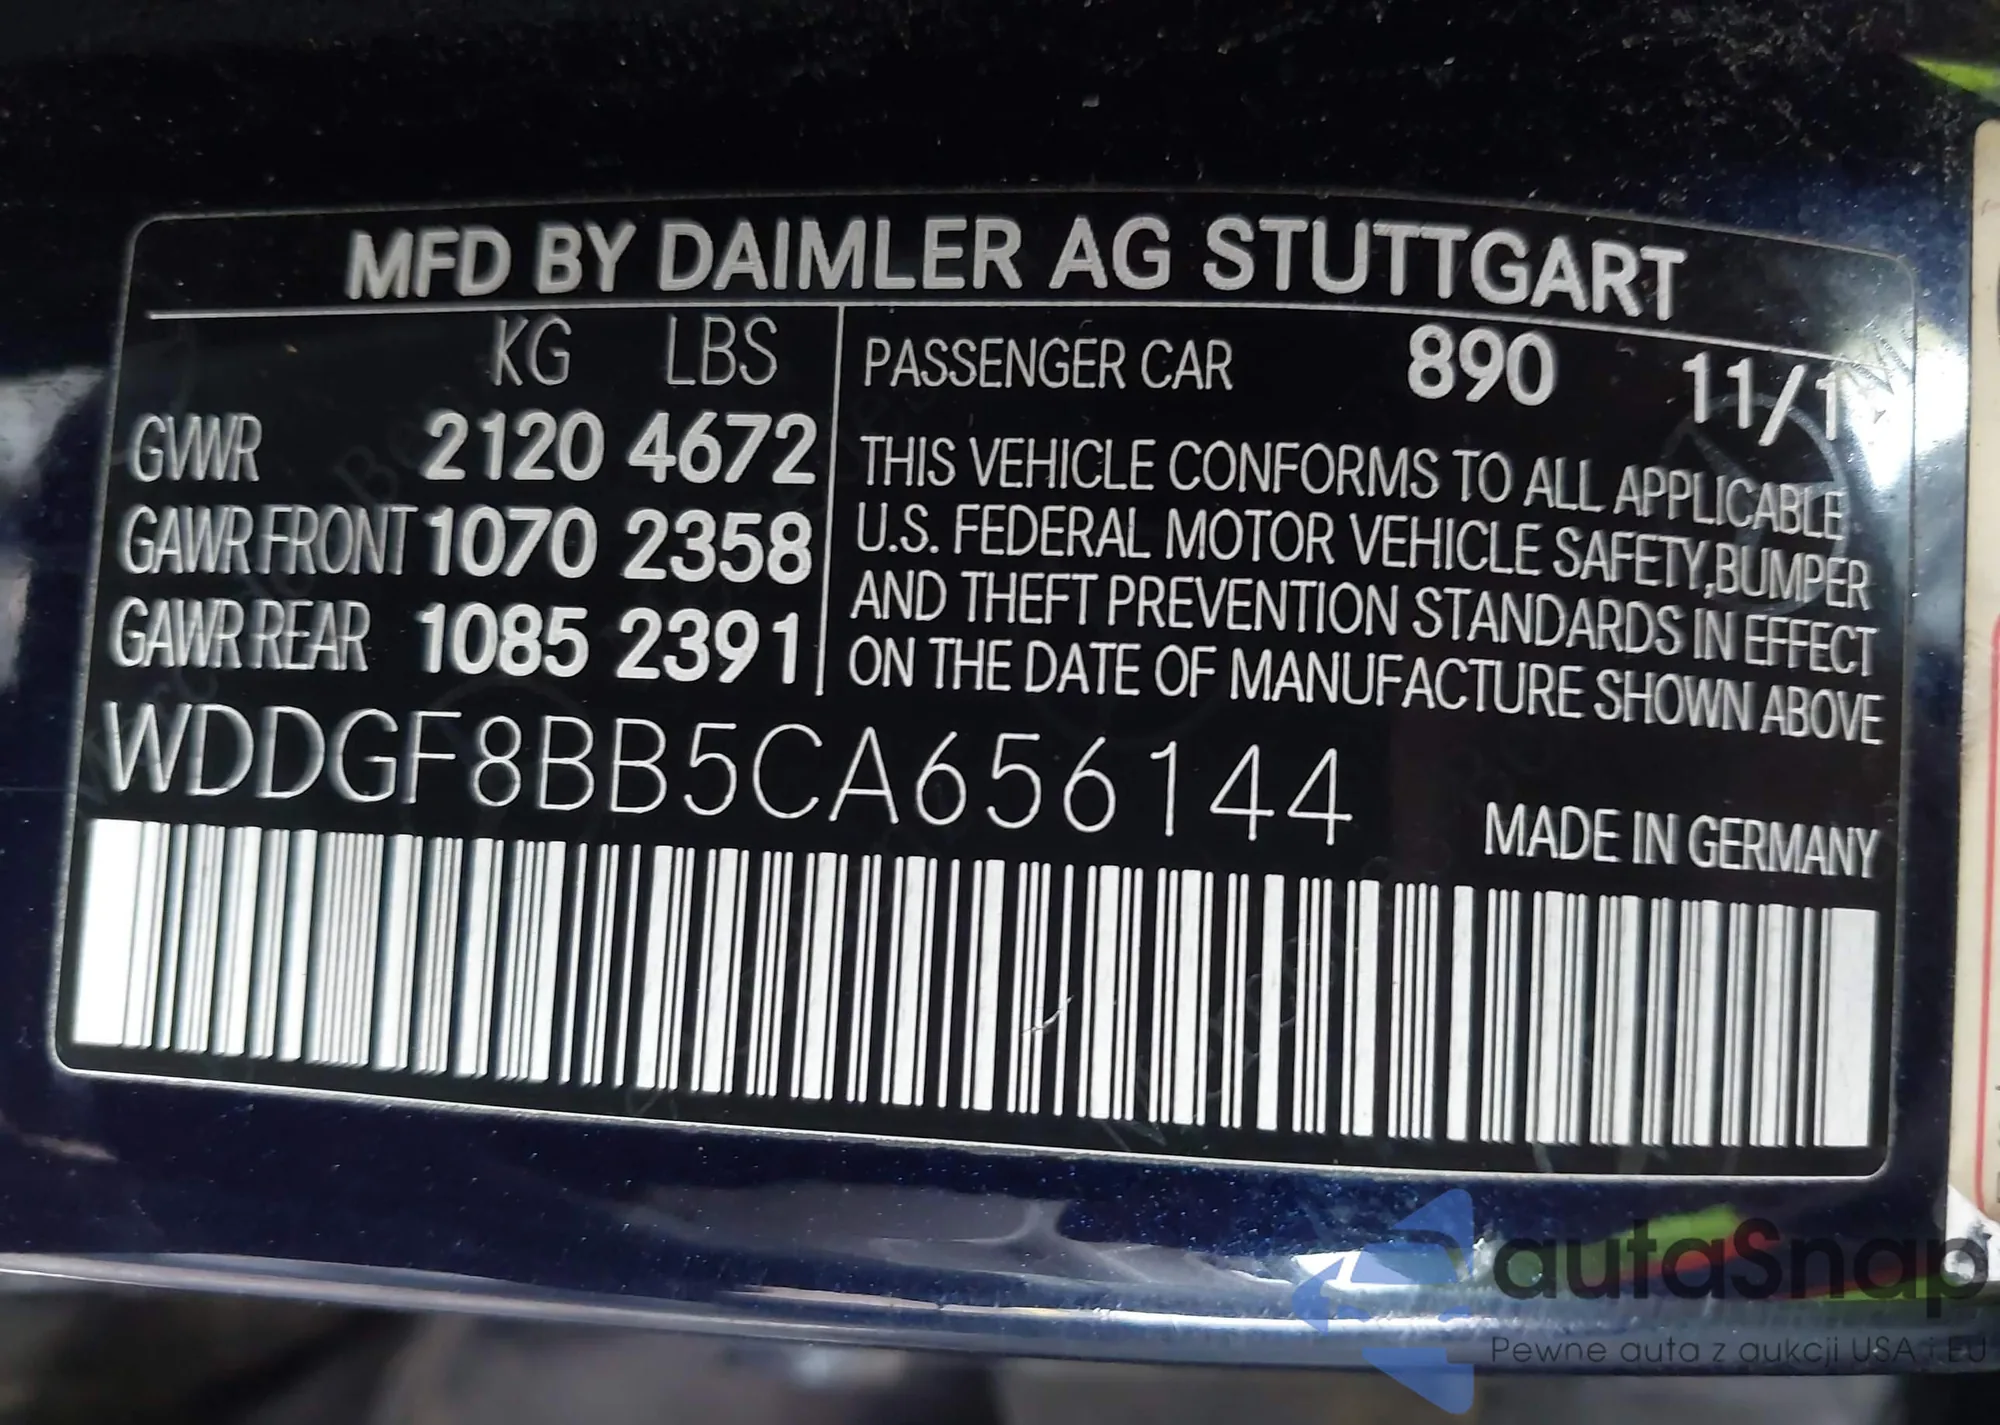 MFD BY DAIMLER AG STUTTGART
KG LBS
GVWR 2120 4672
GAWR FRONT 1070 2358
GAWR REAR 1085 2391
PASSENGER CAR 890 11/1
THIS VEHICLE CONFORMS TO ALL APPLICABLE
U.S. FEDERAL MOTOR VEHICLE SAFETY,BUMPER
AND THEFT PREVENTION STANDARDS IN EFFECT
ON THE DATE OF MANUFACTURE SHOWN ABOVE
WDDGF8BB5CA656144
MADE IN GERMANY
autaSnap
Pewne auta z aukcji USA i EU